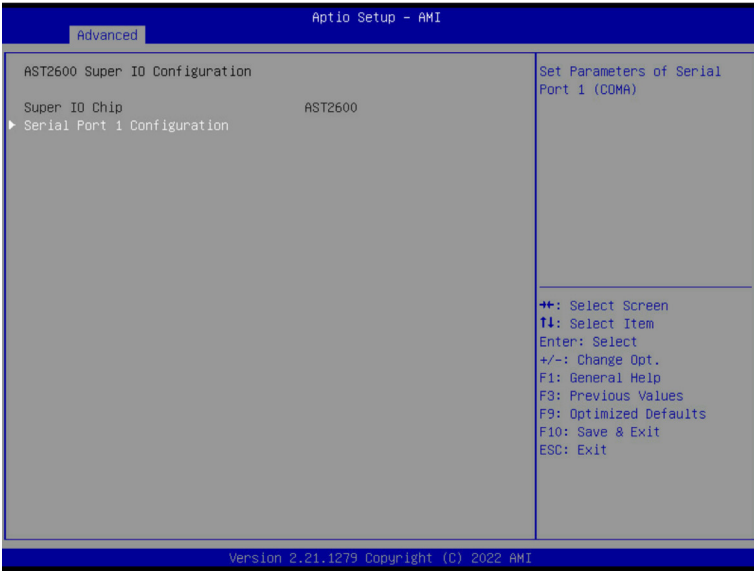 Aptio Setup – AMI
Advanced
AST2600 Super IO Configuration
Super IO Chip AST2600
▶ Serial Port 1 Configuration
Set Parameters of Serial
Port 1 (COMA)
→←: Select Screen
↑↓: Select Item
Enter: Select
+/-: Change Opt.
F1: General Help
F3: Previous Values
F9: Optimized Defaults
F10: Save & Exit
ESC: Exit
Version 2.21.1279 Copyright (C) 2022 AMI